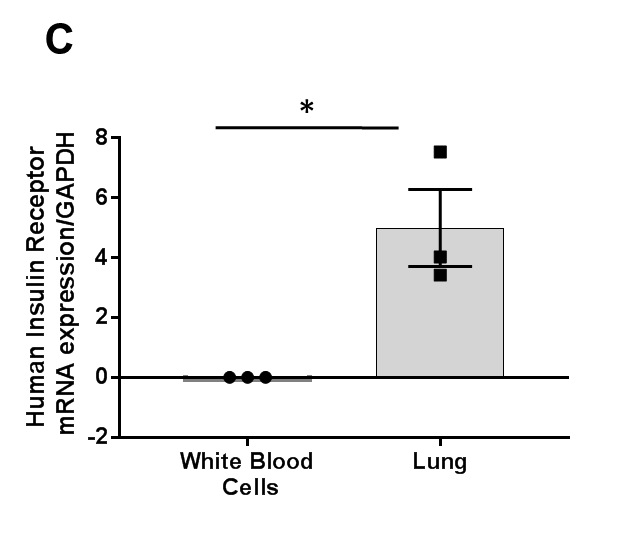 C
*
Human Insulin Receptor
mRNA expression/GAPDH
8
6
4
2
0
-2
White Blood
Cells
Lung